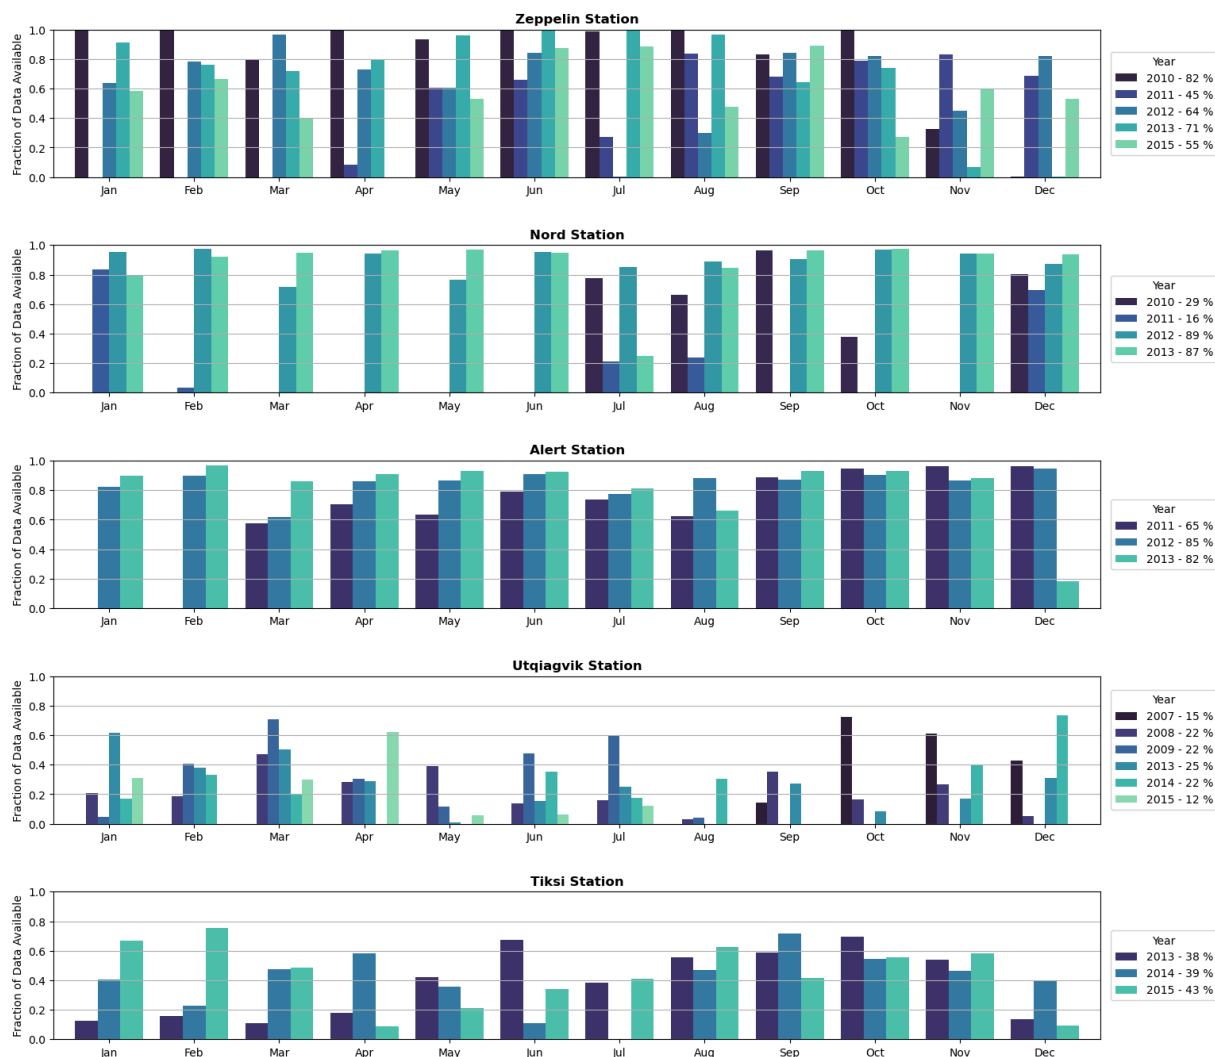 Zeppelin Station
Fraction of Data Available
1.0
0.8
0.6
0.4
0.2
0.0
Jan Feb Mar Apr May Jun Jul Aug Sep Oct Nov Dec
Year
2010 - 82 %
2011 - 45 %
2012 - 64 %
2013 - 71 %
2015 - 55 %
Nord Station
Fraction of Data Available
1.0
0.8
0.6
0.4
0.2
0.0
Jan Feb Mar Apr May Jun Jul Aug Sep Oct Nov Dec
Year
2010 - 29 %
2011 - 16 %
2012 - 89 %
2013 - 87 %
Alert Station
Fraction of Data Available
1.0
0.8
0.6
0.4
0.2
0.0
Jan Feb Mar Apr May Jun Jul Aug Sep Oct Nov Dec
Year
2011 - 65 %
2012 - 85 %
2013 - 82 %
Utqiagvik Station
Fraction of Data Available
1.0
0.8
0.6
0.4
0.2
0.0
Jan Feb Mar Apr May Jun Jul Aug Sep Oct Nov Dec
Year
2007 - 15 %
2008 - 22 %
2009 - 22 %
2013 - 25 %
2014 - 22 %
2015 - 12 %
Tiksi Station
Fraction of Data Available
1.0
0.8
0.6
0.4
0.2
0.0
Jan Feb Mar Apr May Jun Jul Aug Sep Oct Nov Dec
Year
2013 - 38 %
2014 - 39 %
2015 - 43 %